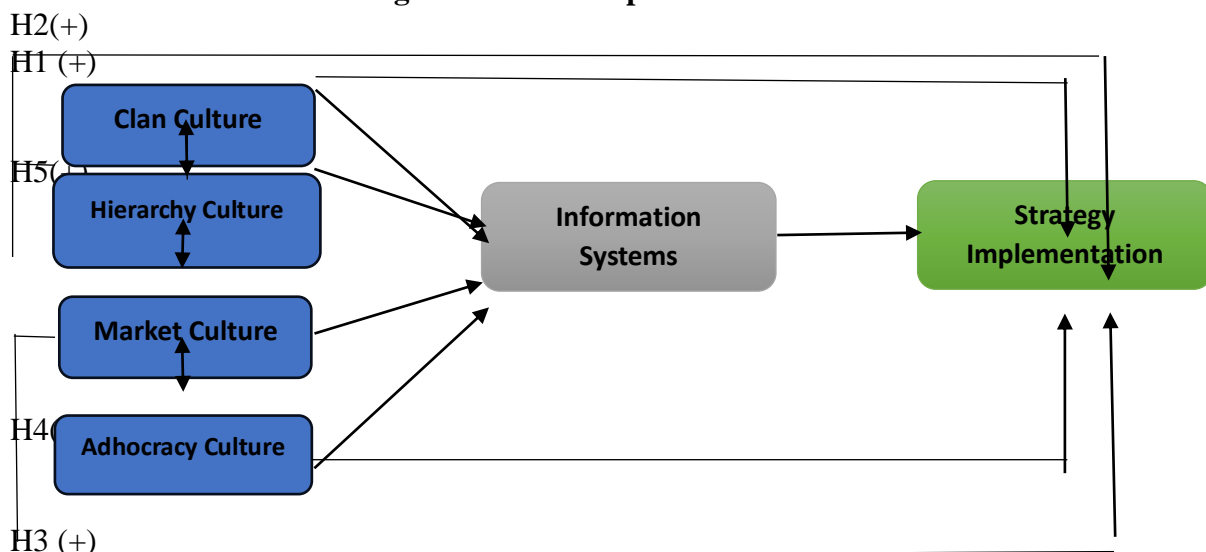 H2(+)
H1 (+)
Clan Culture
H5(
Hierarchy Culture
Information
Systems
Strategy
Implementation
Market Culture
H4(
Adhocracy Culture
H3 (+)